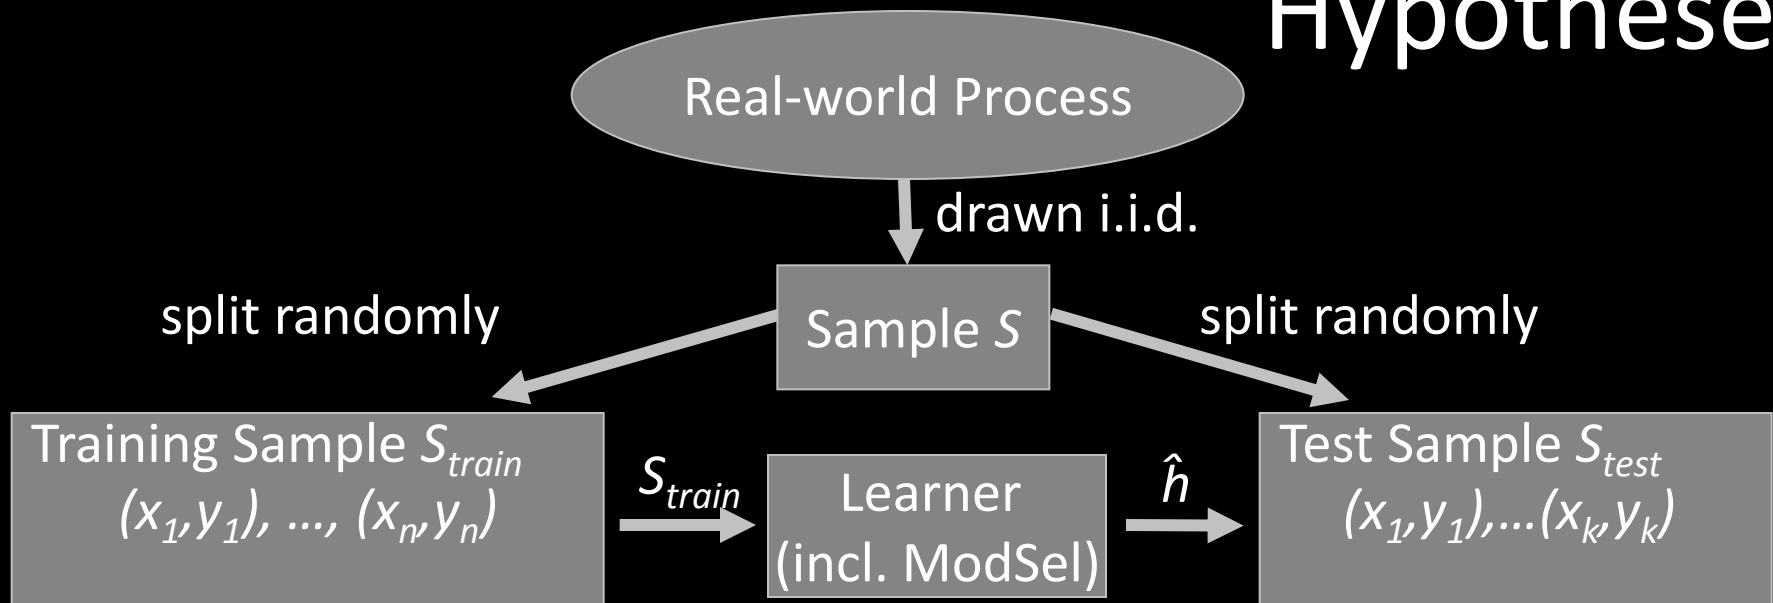 Hypothese
Real-world Process
drawn i.i.d.
split randomly
split randomly
Sample S
Training Sample S_train
(x_1,y_1), ..., (x_n,y_n)
S_train
Learner
(incl. ModSel)
ĥ
Test Sample S_test
(x_1,y_1),...(x_k,y_k)